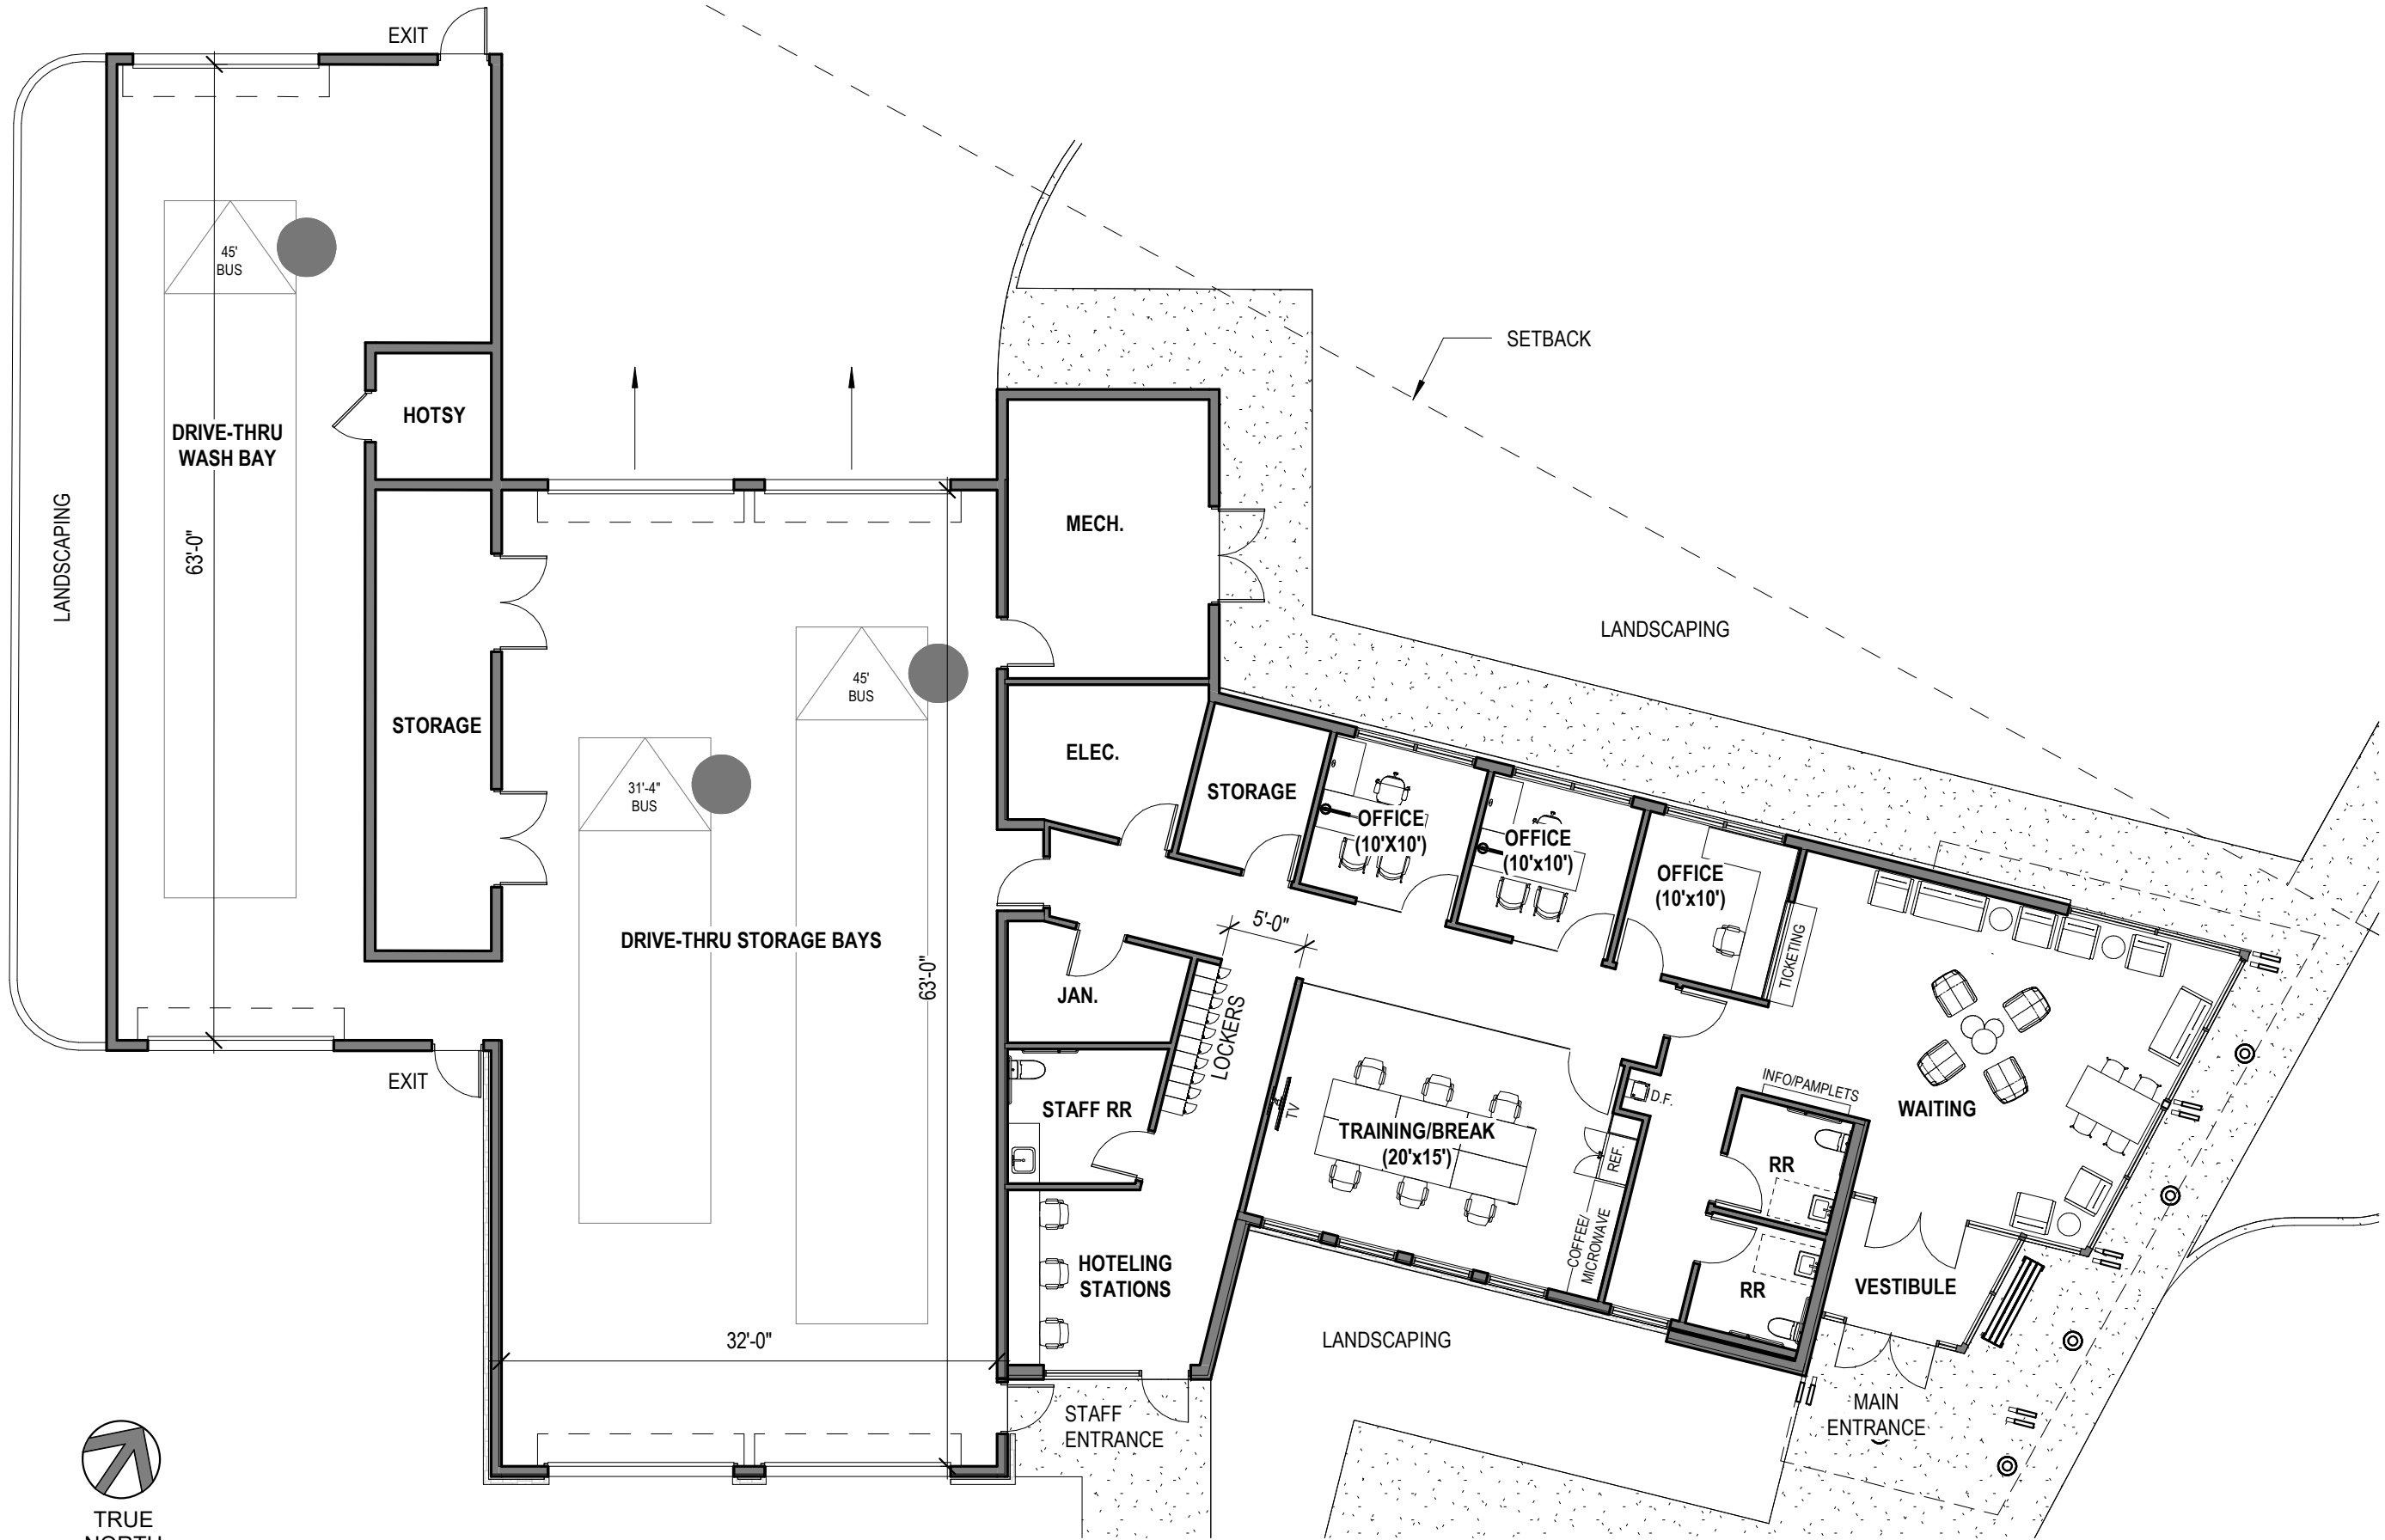 EXIT
45'
BUS
SETBACK
HOTSY
DRIVE-THRU
WASH BAY
LANDSCAPING
63'-0"
MECH.
LANDSCAPING
45'
BUS
STORAGE
ELEC.
31'-4"
BUS
STORAGE
OFFICE
(10'X10')
OFFICE
(10'x10')
OFFICE
(10'x10')
5'-0"
DRIVE-THRU STORAGE BAYS
63'-0"
TICKETING
JAN.
LOCKERS
EXIT
INFO/PAMPLETS
D.F.
STAFF RR
TV
WAITING
TRAINING/BREAK
(20'x15')
REF.
RR
COFFEE/
MICROWAVE
HOTELING
STATIONS
RR
VESTIBULE
32'-0"
LANDSCAPING
MAIN
ENTRANCE
STAFF
ENTRANCE
TRUE
NORTH